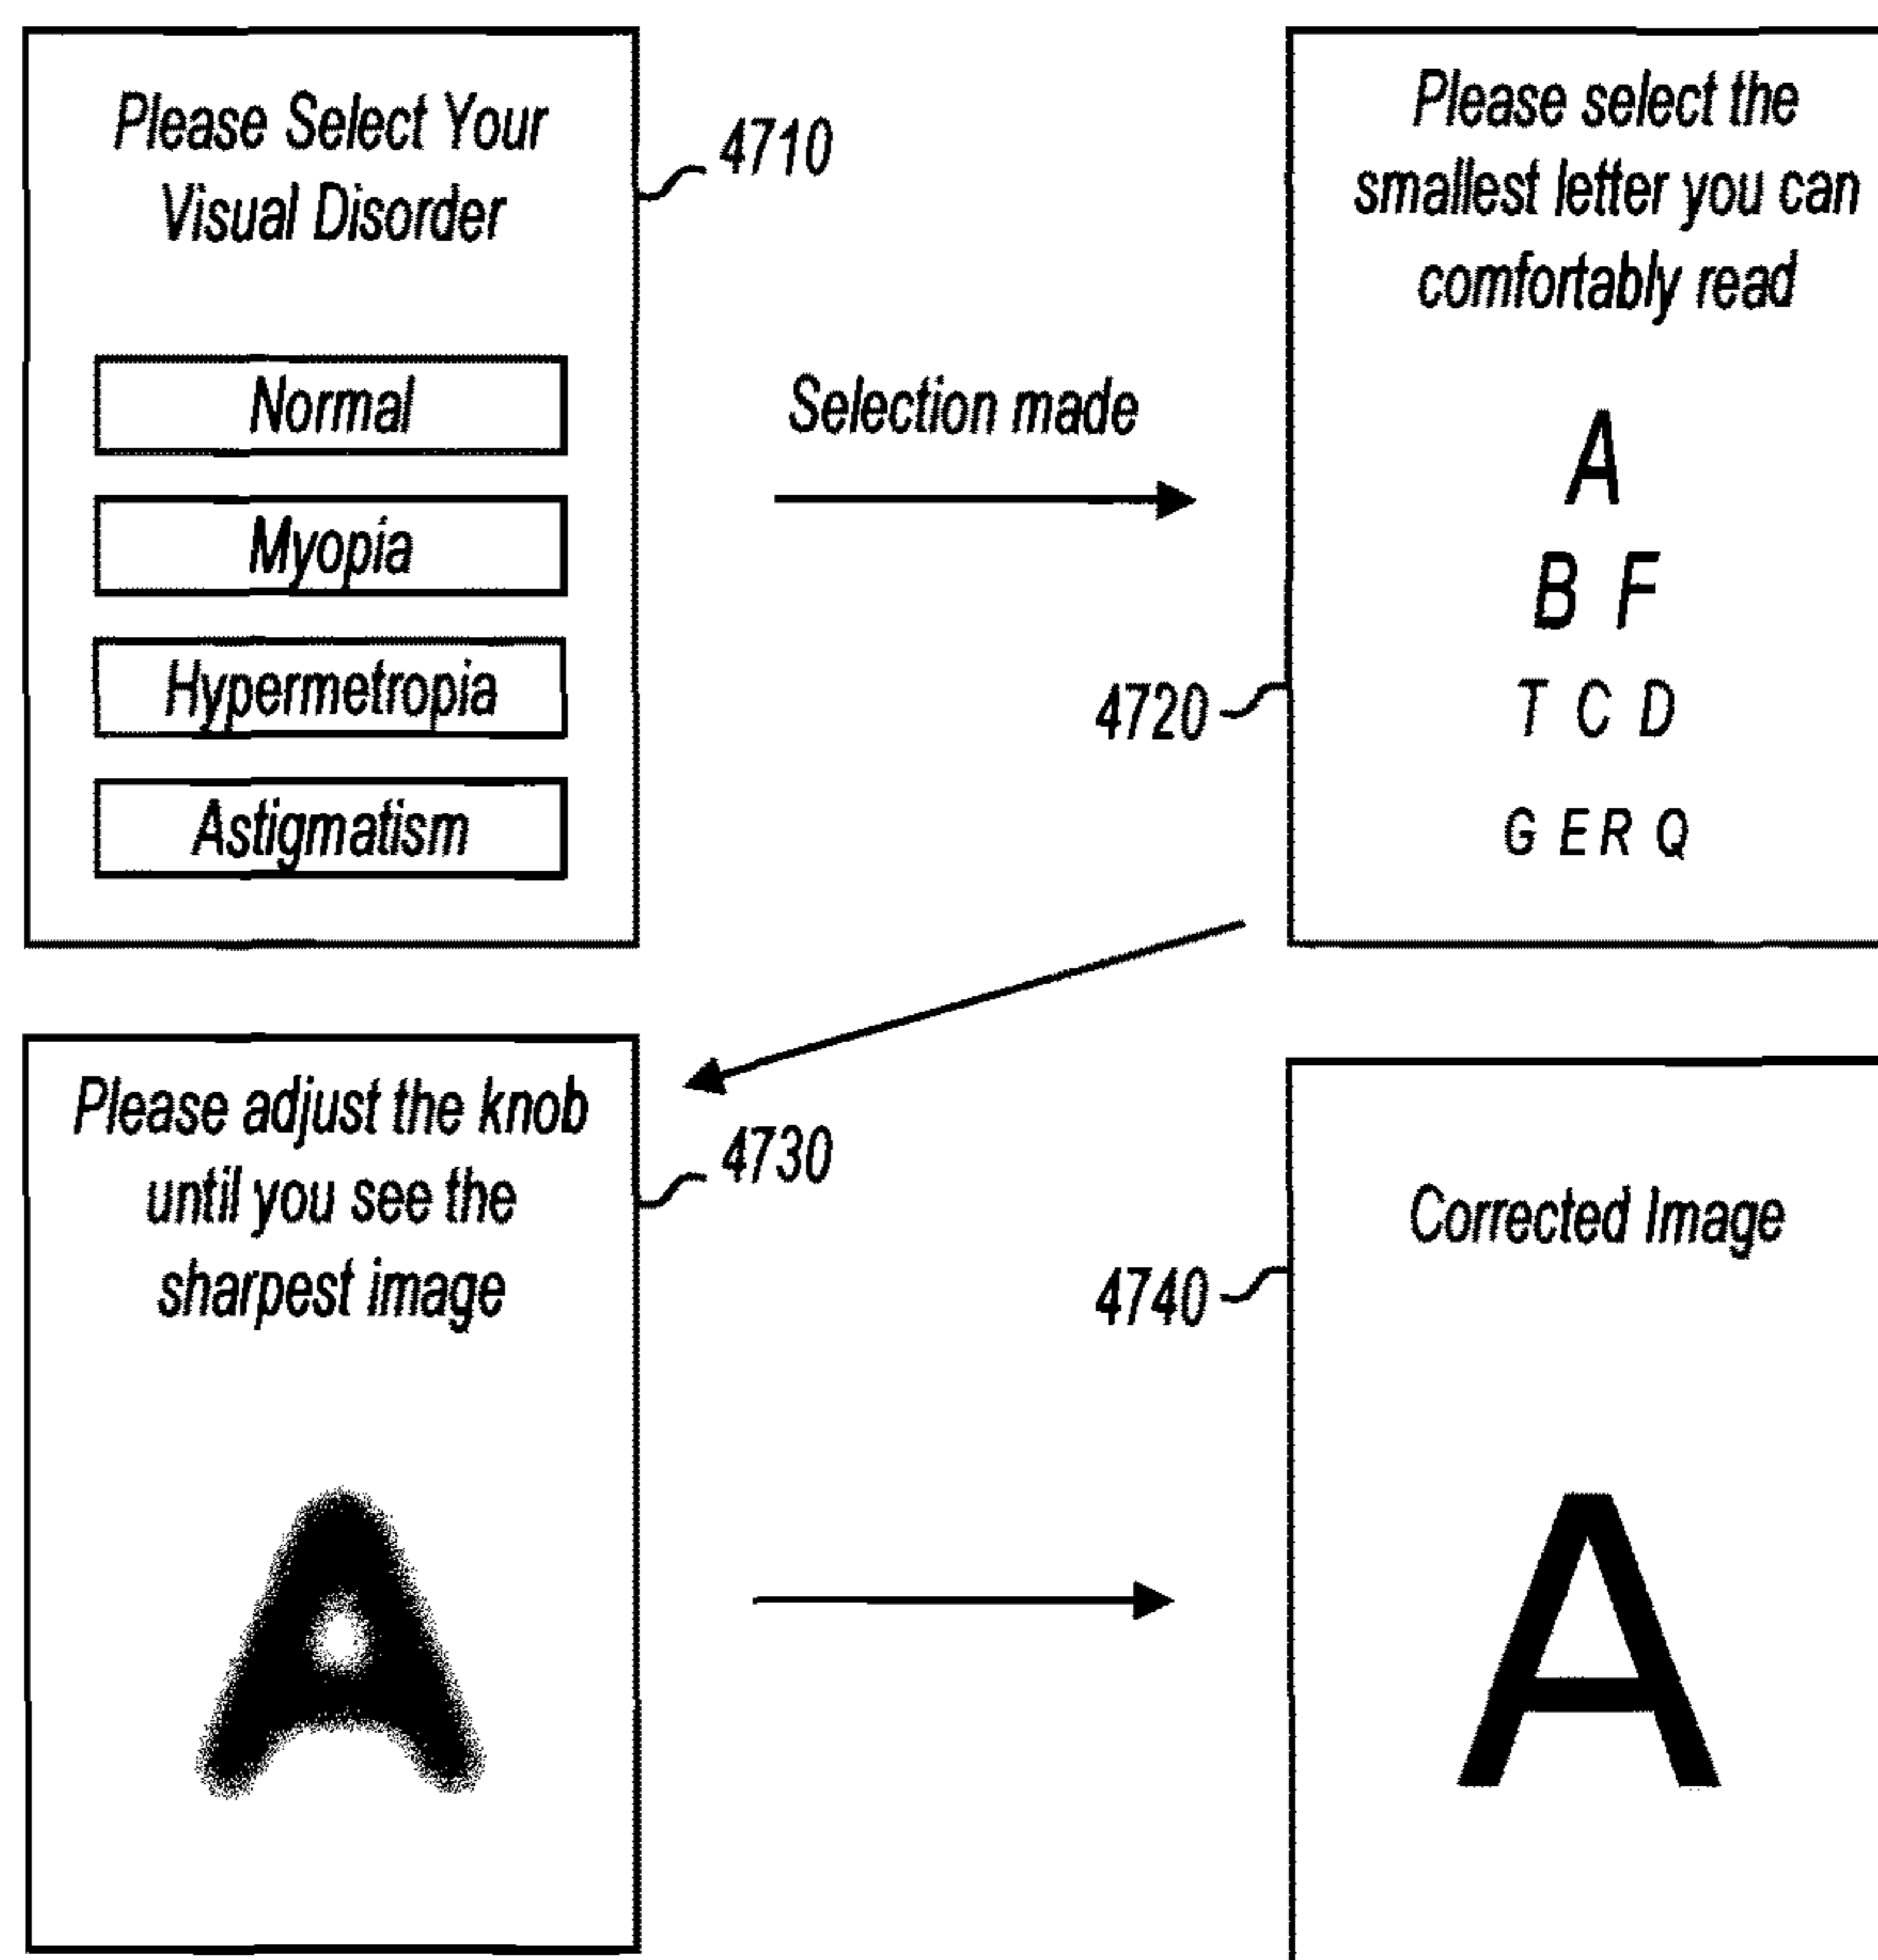 Please Select Your
Visual Disorder
4710
Normal
Myopia
Hypermetropia
Astigmatism
Selection made
Please select the
smallest letter you can
comfortably read
A
B F
T C D
4720
G E R Q
Please adjust the knob
until you see the
sharpest image
4730
A
Corrected Image
4740
A